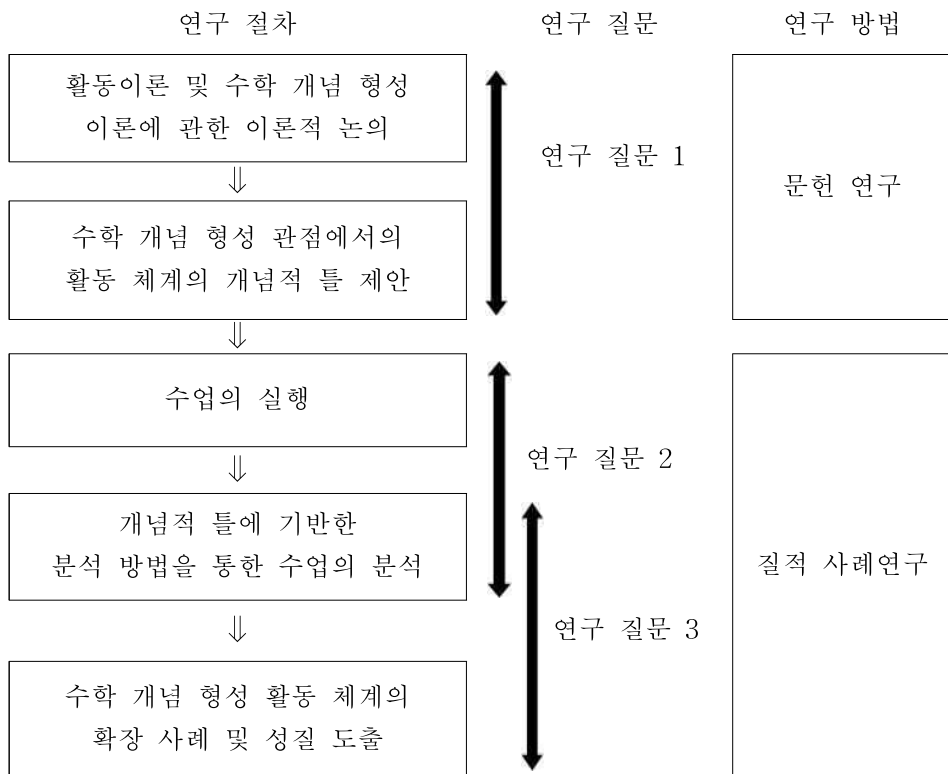 연구 절차 연구 질문 연구 방법
활동이론 및 수학 개념 형성
이론에 관한 이론적 논의
연구 질문 1
문헌 연구
수학 개념 형성 관점에서의
활동 체계의 개념적 틀 제안
수업의 실행
연구 질문 2
개념적 틀에 기반한
분석 방법을 통한 수업의 분석
질적 사례연구
연구 질문 3
수학 개념 형성 활동 체계의
확장 사례 및 성질 도출